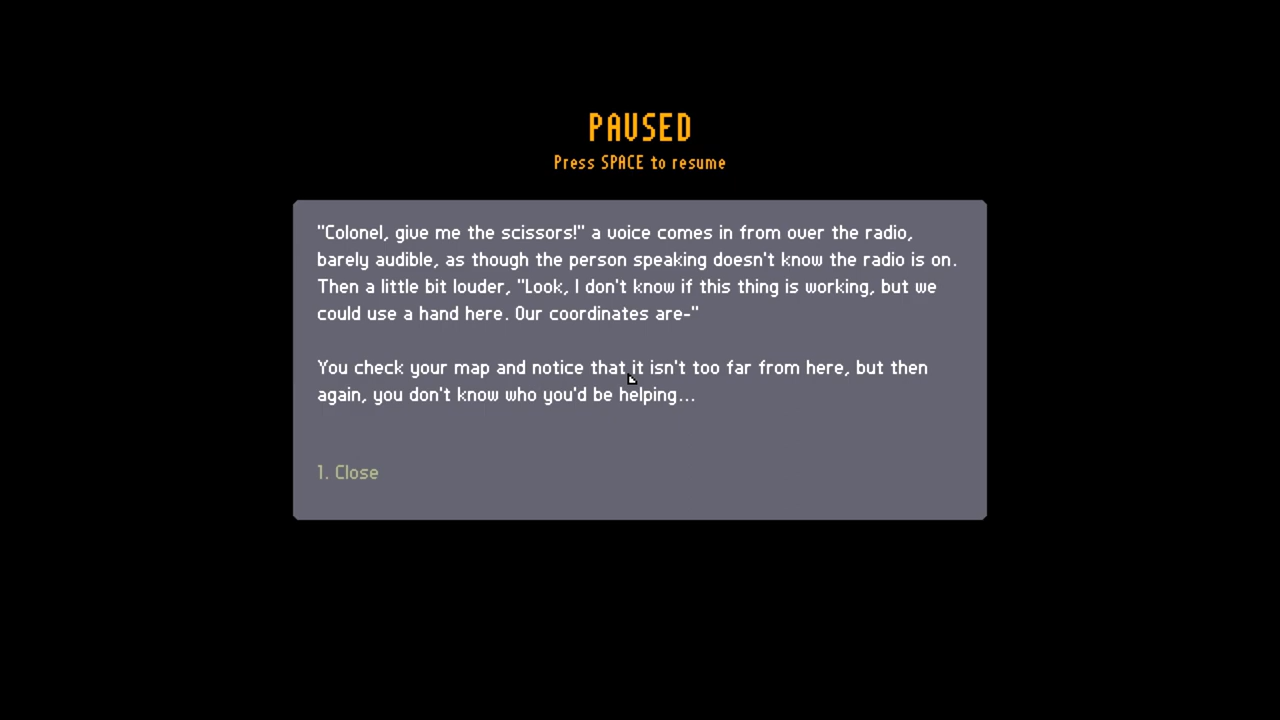 PAUSED
Press SPACE to resume
"Colonel, give me the scissors!" a voice comes in from over the radio,
barely audible, as though the person speaking doesn't know the radio is on.
Then a little bit louder, "Look, I don't know if this thing is working, but we
could use a hand here. Our coordinates are-"
You check your map and notice that it isn't too far from here, but then
again, you don't know who you'd be helping...
1. Close